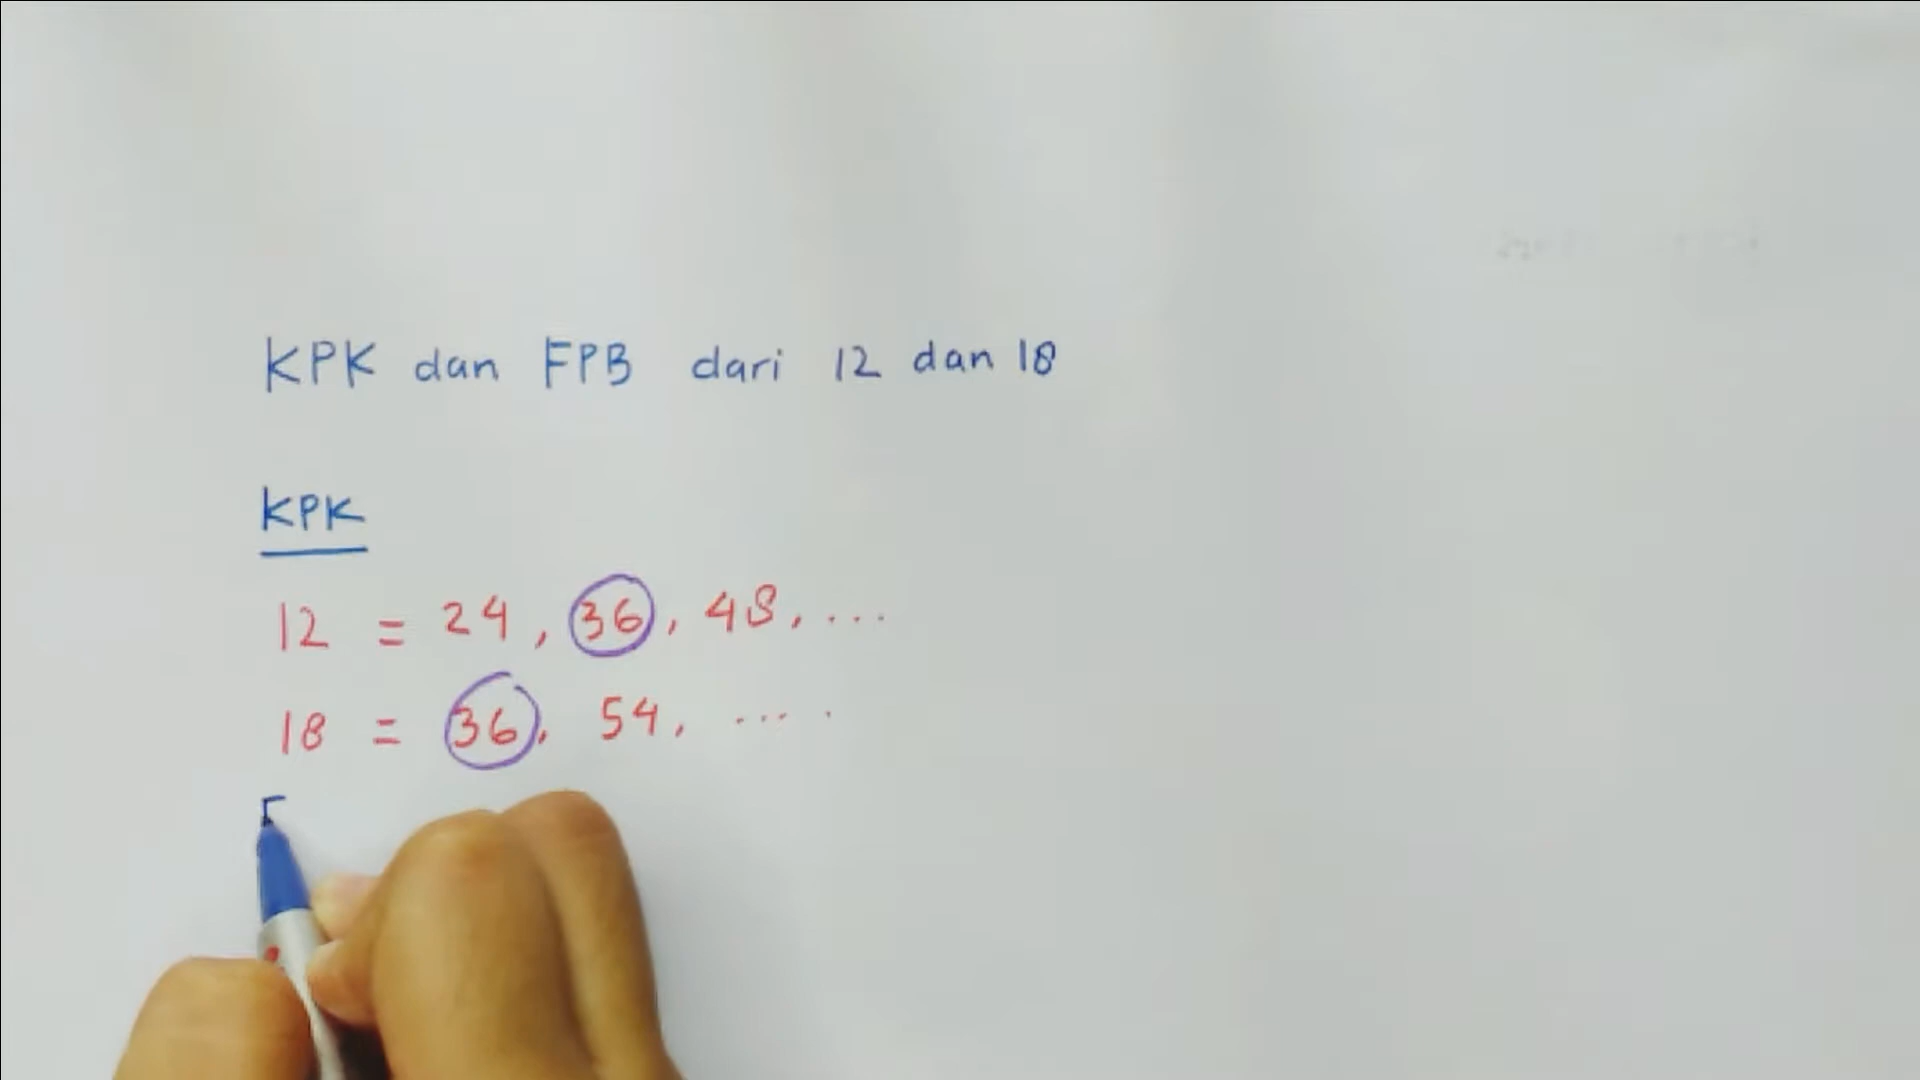 KPK dan FPB dari 12 dan 18
KPK
12 = 24, 36, 48, ...
18 = 36, 54, .... .
F